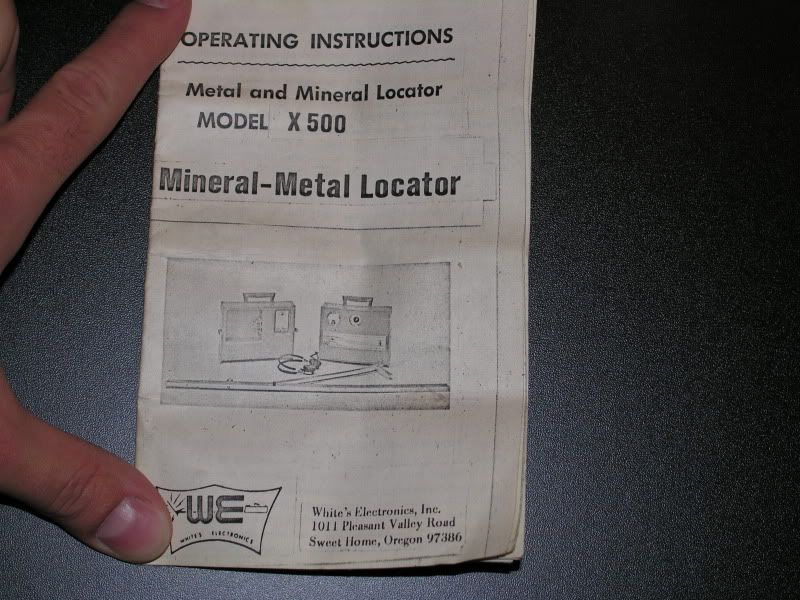 OPERATING INSTRUCTIONS
Metal and Mineral Locator
MODEL X 500
Mineral-Metal Locator
WE
WHITE'S ELECTRONICS
White's Electronics, Inc.
1011 Pleasant Valley Road
Sweet Home, Oregon 97386